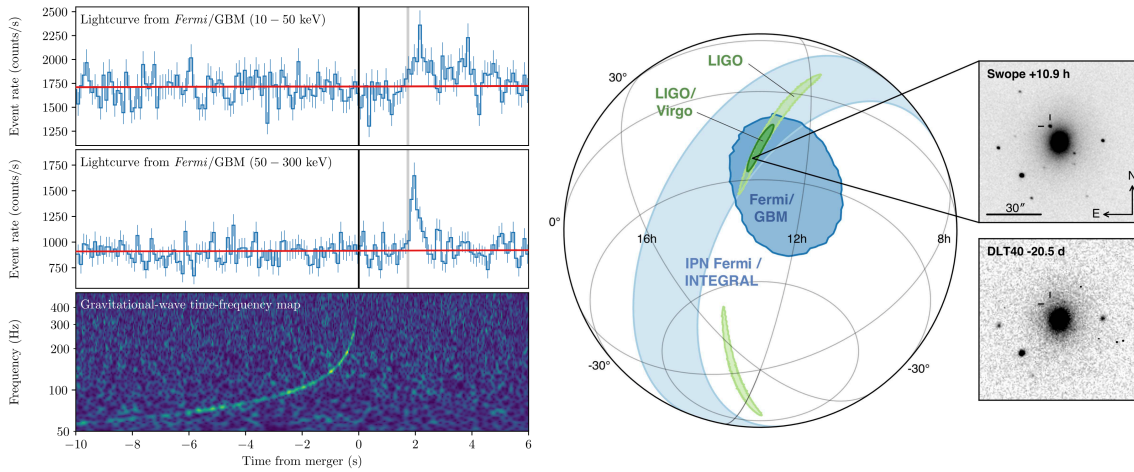 Lightcurve from Fermi/GBM (10 − 50 keV)
Event rate (counts/s)
2500
2250
2000
1750
1500
1250
Lightcurve from Fermi/GBM (50 − 300 keV)
Event rate (counts/s)
1750
1500
1250
1000
750
Gravitational-wave time-frequency map
Frequency (Hz)
500
400
300
200
100
50
−10 −8 −6 −4 −2 0 2 4 6
Time from merger (s)
30°
LIGO
LIGO/
Virgo
0°
Fermi/
GBM
16h
12h
8h
IPN Fermi /
INTEGRAL
-30°
-30°
Swope +10.9 h
N
30″
E
DLT40 -20.5 d